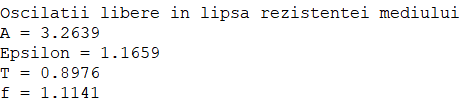 Oscilatii libere in lipsa rezistentei mediului
A = 3.2639
Epsilon = 1.1659
T = 0.8976
f = 1.1141